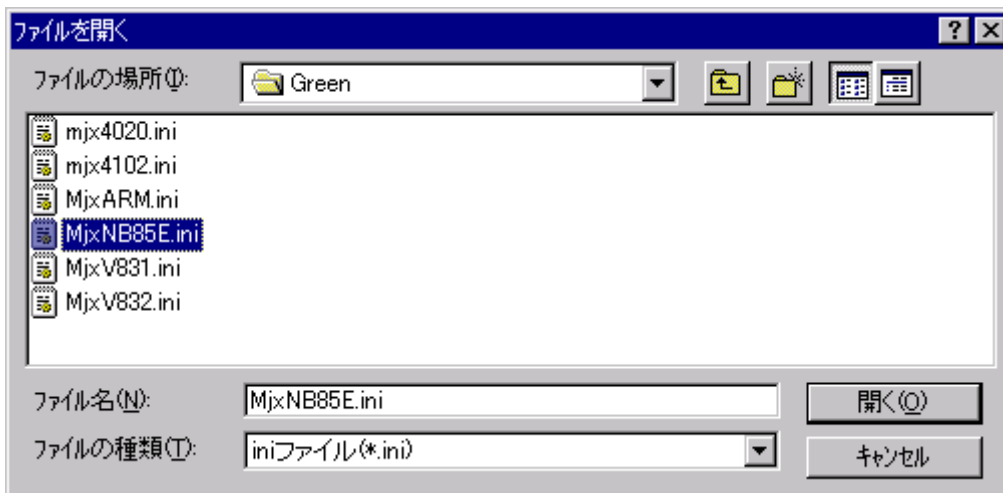 ファイルを開く
ファイルの場所(I):
Green
mjx4020.ini
mjx4102.ini
MjxARM.ini
MjxNB85E.ini
MjxV831.ini
MjxV832.ini
ファイル名(N):
MjxNB85E.ini
開く(O)
ファイルの種類(T):
iniファイル(*.ini)
キャンセル